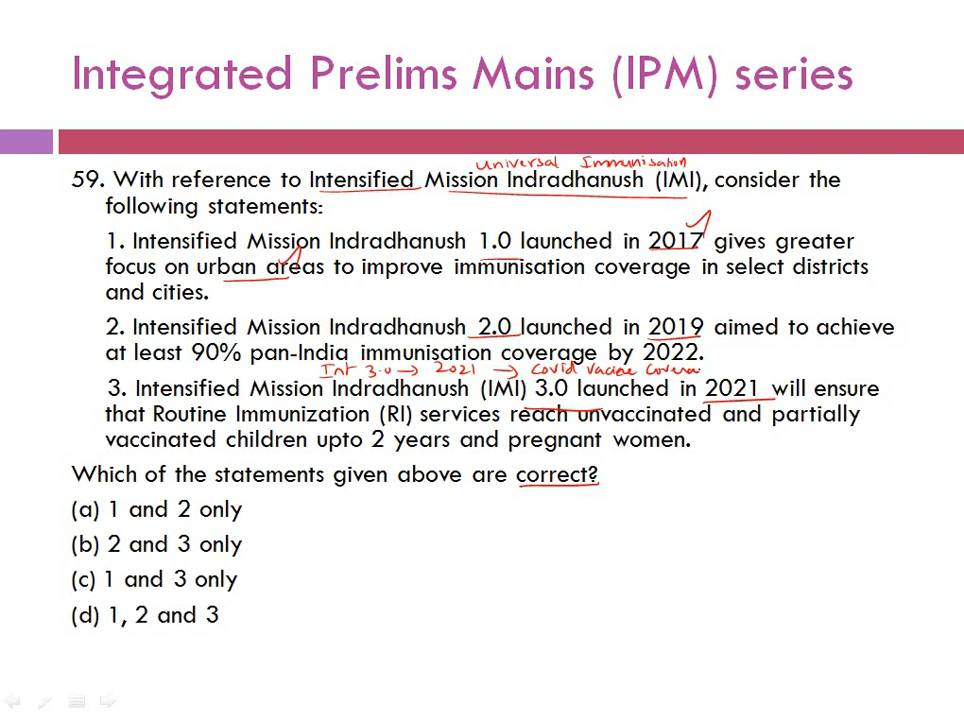 Integrated Prelims Mains (IPM) series
Universal Immunisation
59. With reference to Intensified Mission Indradhanush (IMI), consider the
following statements:
1. Intensified Mission Indradhanush 1.0 launched in 2017 gives greater
focus on urban areas to improve immunisation coverage in select districts
and cities.
2. Intensified Mission Indradhanush 2.0 launched in 2019 aimed to achieve
at least 90% pan-India immunisation coverage by 2022.
Int 3.0 → 2021 → Covid
3. Intensified Mission Indradhanush (IMI) 3.0 launched in 2021 will ensure
that Routine Immunization (RI) services reach unvaccinated and partially
vaccinated children upto 2 years and pregnant women.
Which of the statements given above are correct?
(a) 1 and 2 only
(b) 2 and 3 only
(c) 1 and 3 only
(d) 1, 2 and 3